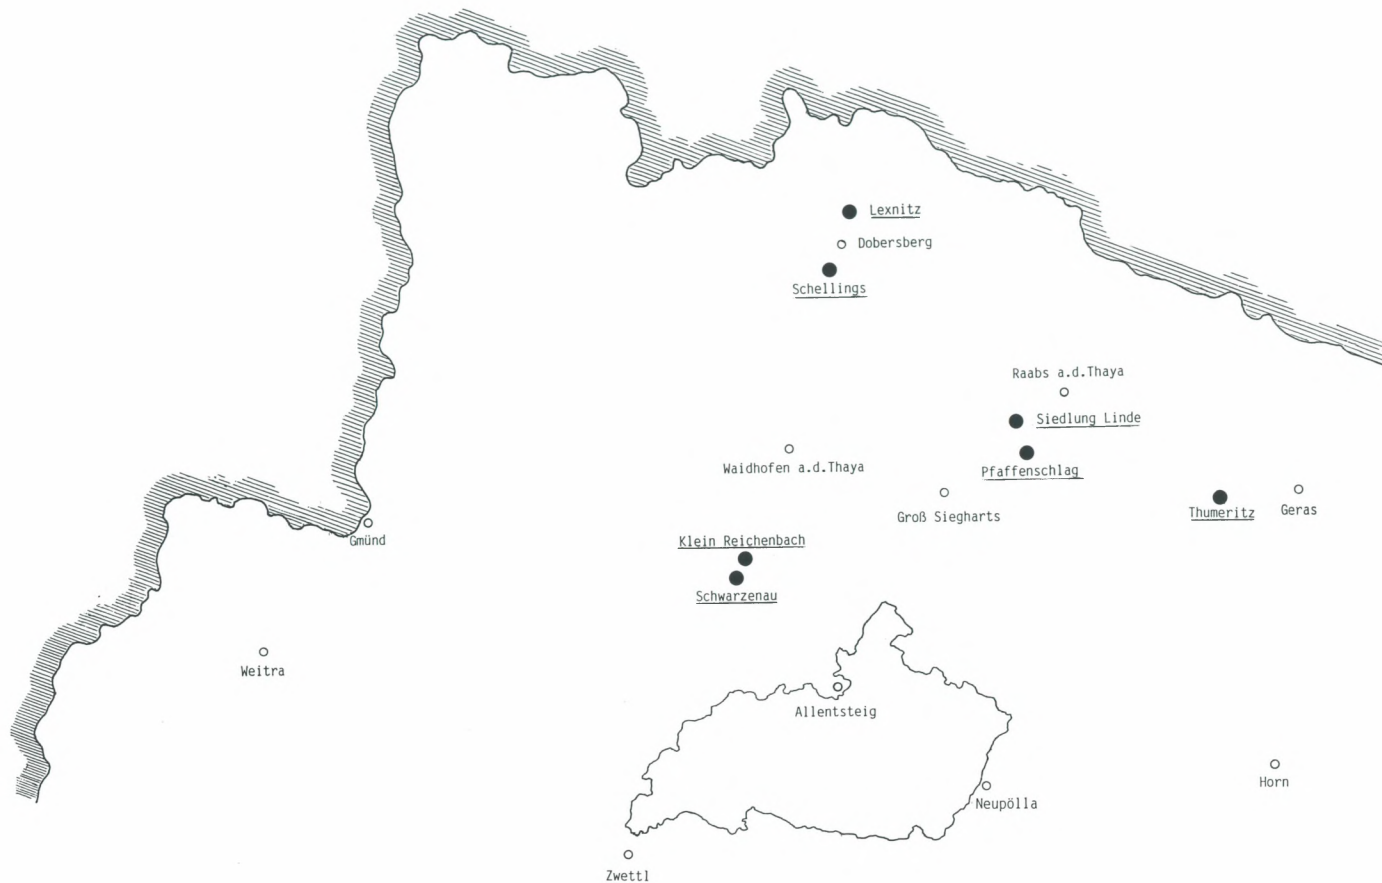 Lexnitz
Dobersberg
Schellings
Raabs a.d.Thaya
Siedlung Linde
Waidhofen a.d.Thaya
Pfaffenschlag
Groß Siegharts
Thumeritz
Geras
Gmünd
Klein Reichenbach
Schwarzenau
Weitra
Allentsteig
Horn
Neupölla
Zwettl